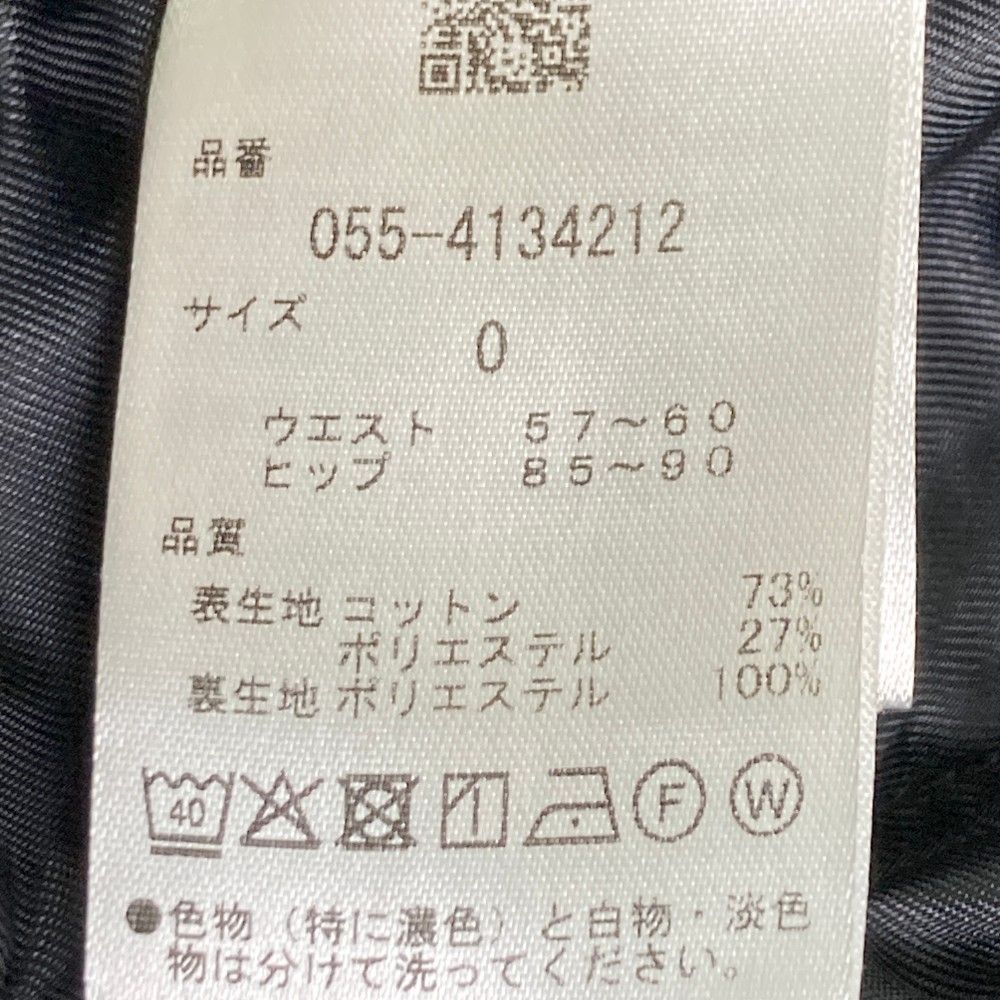 品番
055-4134212
サイズ
0
ウエスト 57～60
ヒップ 85～90
品質
表生地 コットン 73%
ポリエステル 27%
裏生地 ポリエステル 100%
40 F W
●色物（特に濃色）と白物・淡色
物は分けて洗ってください。